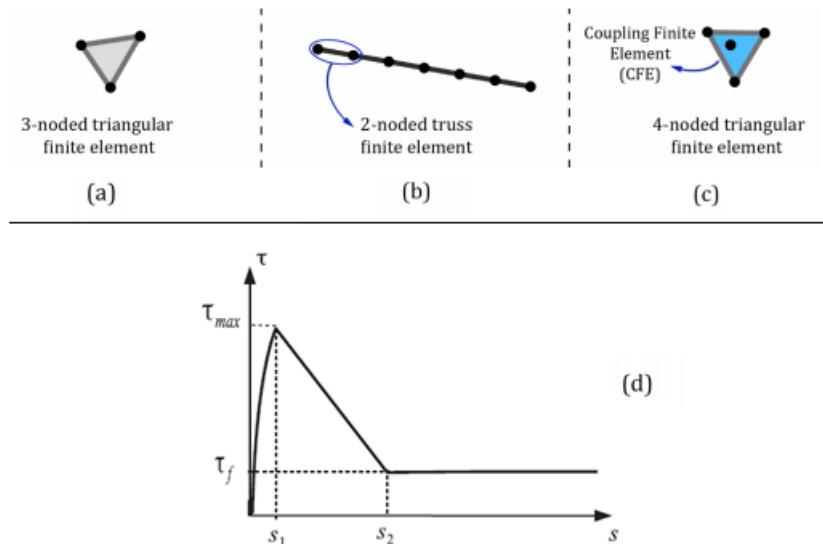 3-noded triangular
finite element
(a)
2-noded truss
finite element
(b)
Coupling Finite
Element
(CFE)
4-noded triangular
finite element
(c)
τ
τmax
τf
s1
s2
s
(d)